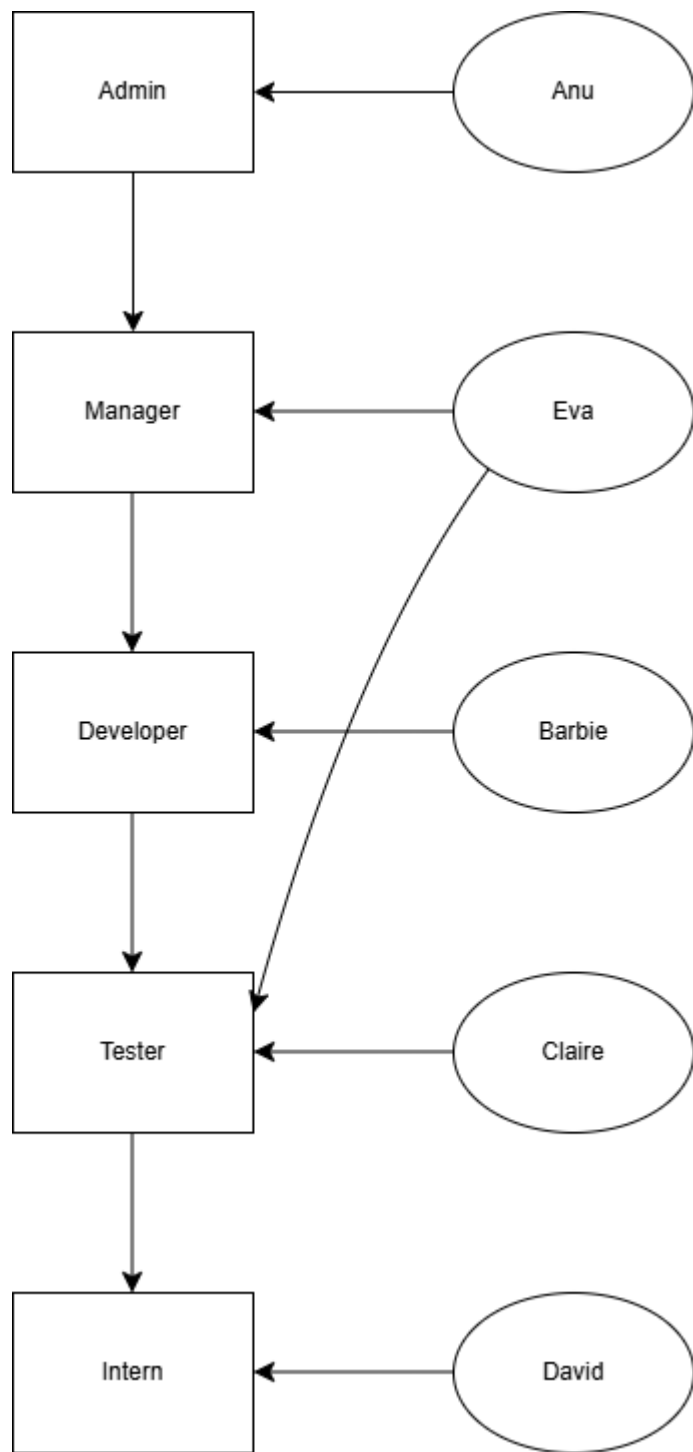 Admin
Anu
Manager
Eva
Developer
Barbie
Tester
Claire
Intern
David